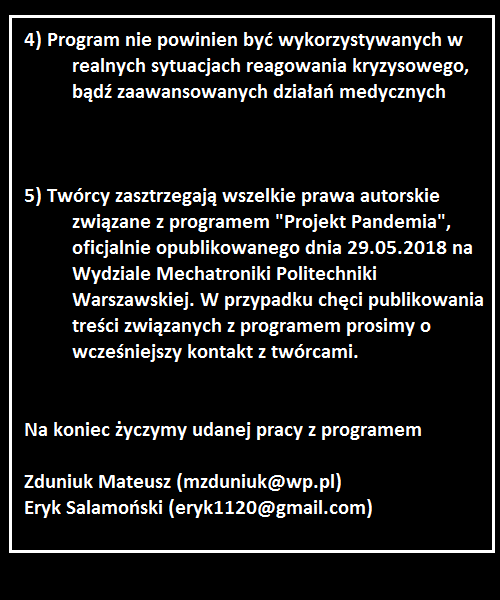 4) Program nie powinien być wykorzystywanych w
realnych sytuacjach reagowania kryzysowego,
bądź zaawansowanych działań medycznych
5) Twórcy zasztrzegają wszelkie prawa autorskie
związane z programem "Projekt Pandemia",
oficjalnie opublikowanego dnia 29.05.2018 na
Wydziale Mechatroniki Politechniki
Warszawskiej. W przypadku chęci publikowania
treści związanych z programem prosimy o
wcześniejszy kontakt z twórcami.
Na koniec życzymy udanej pracy z programem
Zduniuk Mateusz (mzduniuk@wp.pl)
Eryk Salamoński (eryk1120@gmail.com)